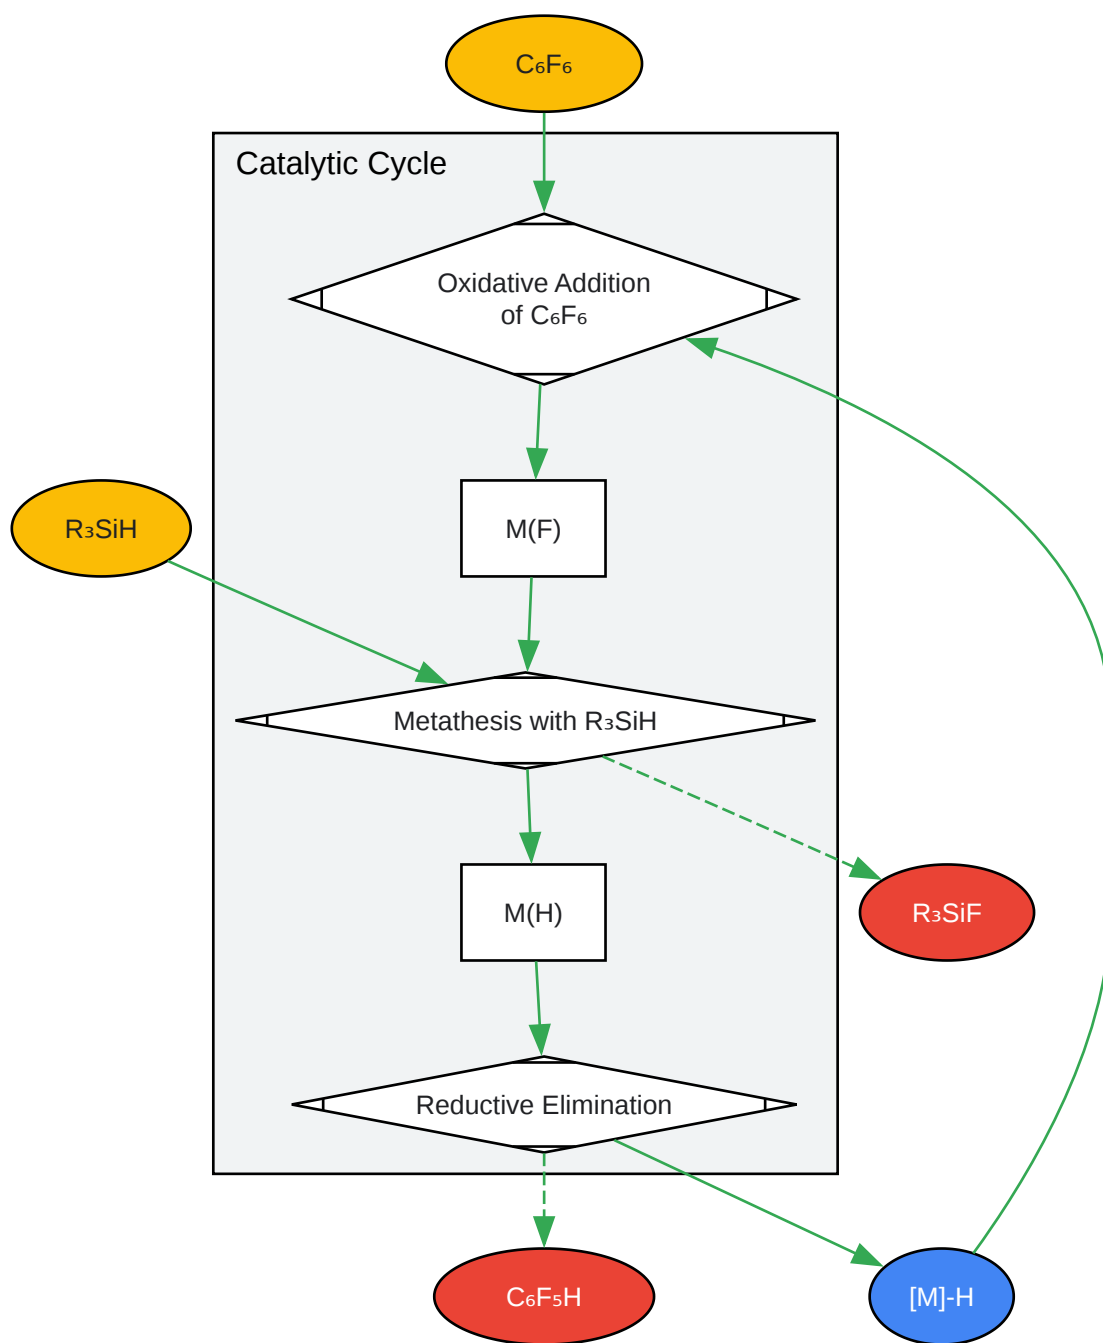 C₆F₆
Catalytic Cycle
Oxidative Addition
of C₆F₆
R₃SiH
M(F)
Metathesis with R₃SiH
M(H)
R₃SiF
Reductive Elimination
C₆F₅H
[M]-H